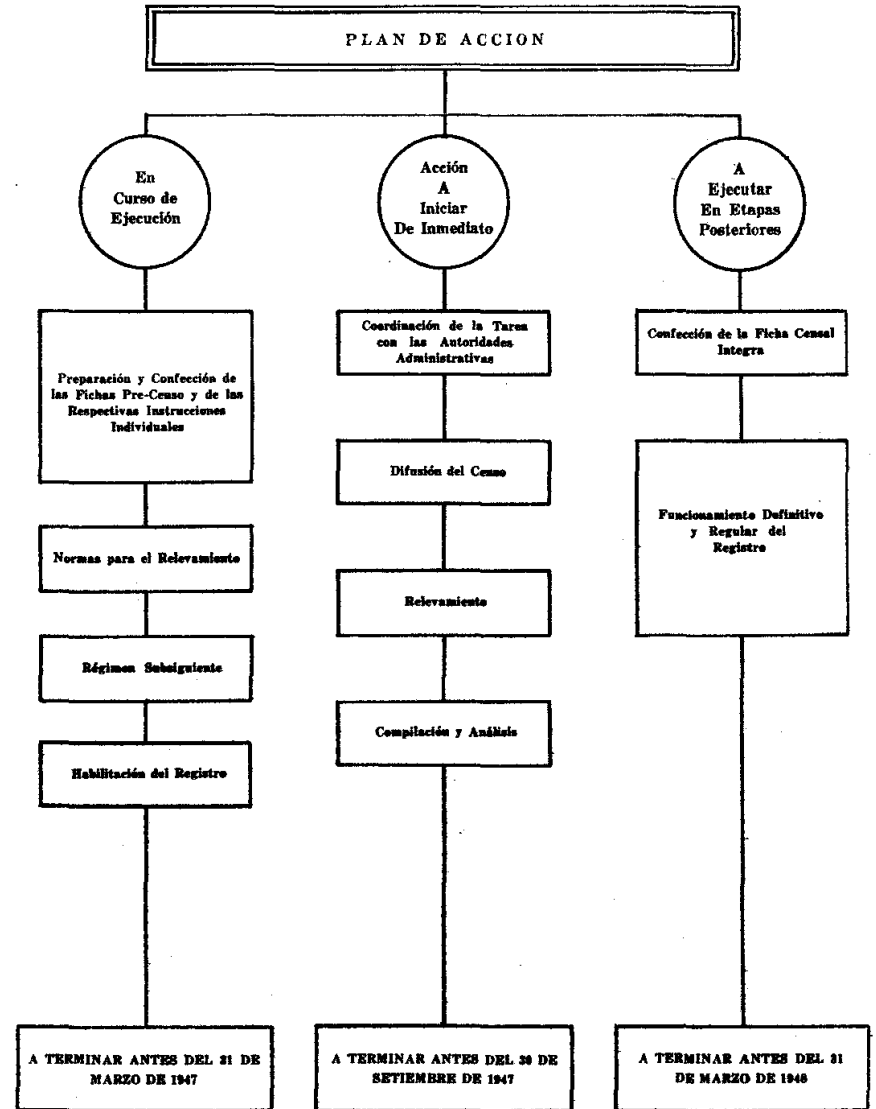 PLAN DE ACCION
En
Curso de
Ejecución
Acción
A
Iniciar
De Inmediato
A
Ejecutar
En Etapas
Posteriores
Preparación y Confección de
las Fichas Pre-Censo y de las
Respectivas Instrucciones
Individuales
Normas para el Relevamiento
Régimen Subsiguiente
Habilitación del Registro
A TERMINAR ANTES DEL 31 DE
MARZO DE 1947
Coordinación de la Tarea
con las Autoridades
Administrativas
Difusión del Censo
Relevamiento
Compilación y Análisis
A TERMINAR ANTES DEL 30 DE
SETIEMBRE DE 1947
Confección de la Ficha Censal
Integra
Funcionamiento Definitivo
y Regular del
Registro
A TERMINAR ANTES DEL 31
DE MARZO DE 1948